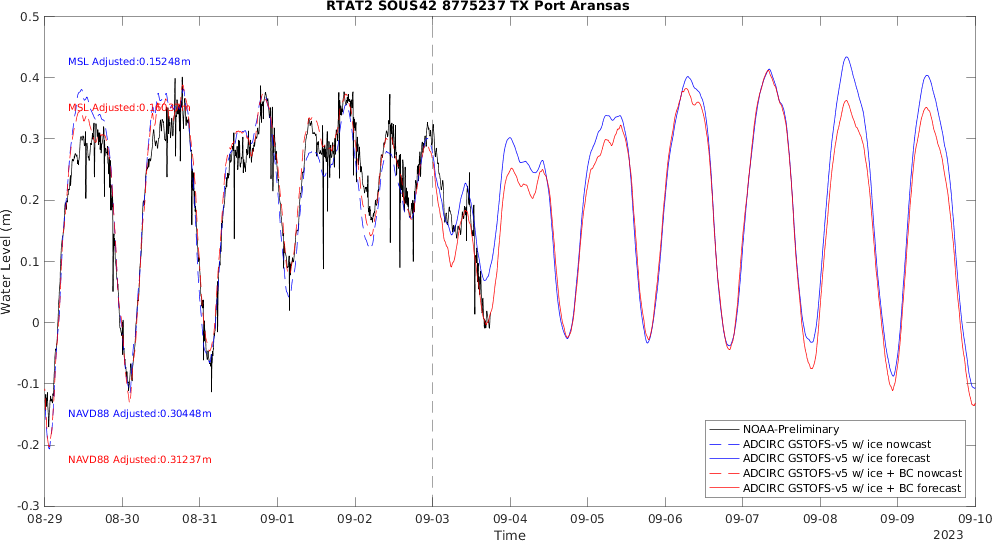 RTAT2 SOUS42 8775237 TX Port Aransas
0.5
0.4
0.3
0.2
0.1
0
-0.1
-0.2
-0.3
Water Level (m)
MSL Adjusted:0.15248m
MSL
NAVD88 Adjusted:0.30448m
NAVD88 Adjusted:0.31237m
NOAA-Preliminary
ADCIRC GSTOFS-v5 w/ ice nowcast
ADCIRC GSTOFS-v5 w/ ice forecast
ADCIRC GSTOFS-v5 w/ ice + BC nowcast
ADCIRC GSTOFS-v5 w/ ice + BC forecast
08-29 08-30 08-31 09-01 09-02 09-03 09-04 09-05 09-06 09-07 09-08 09-09 09-10
Time
2023